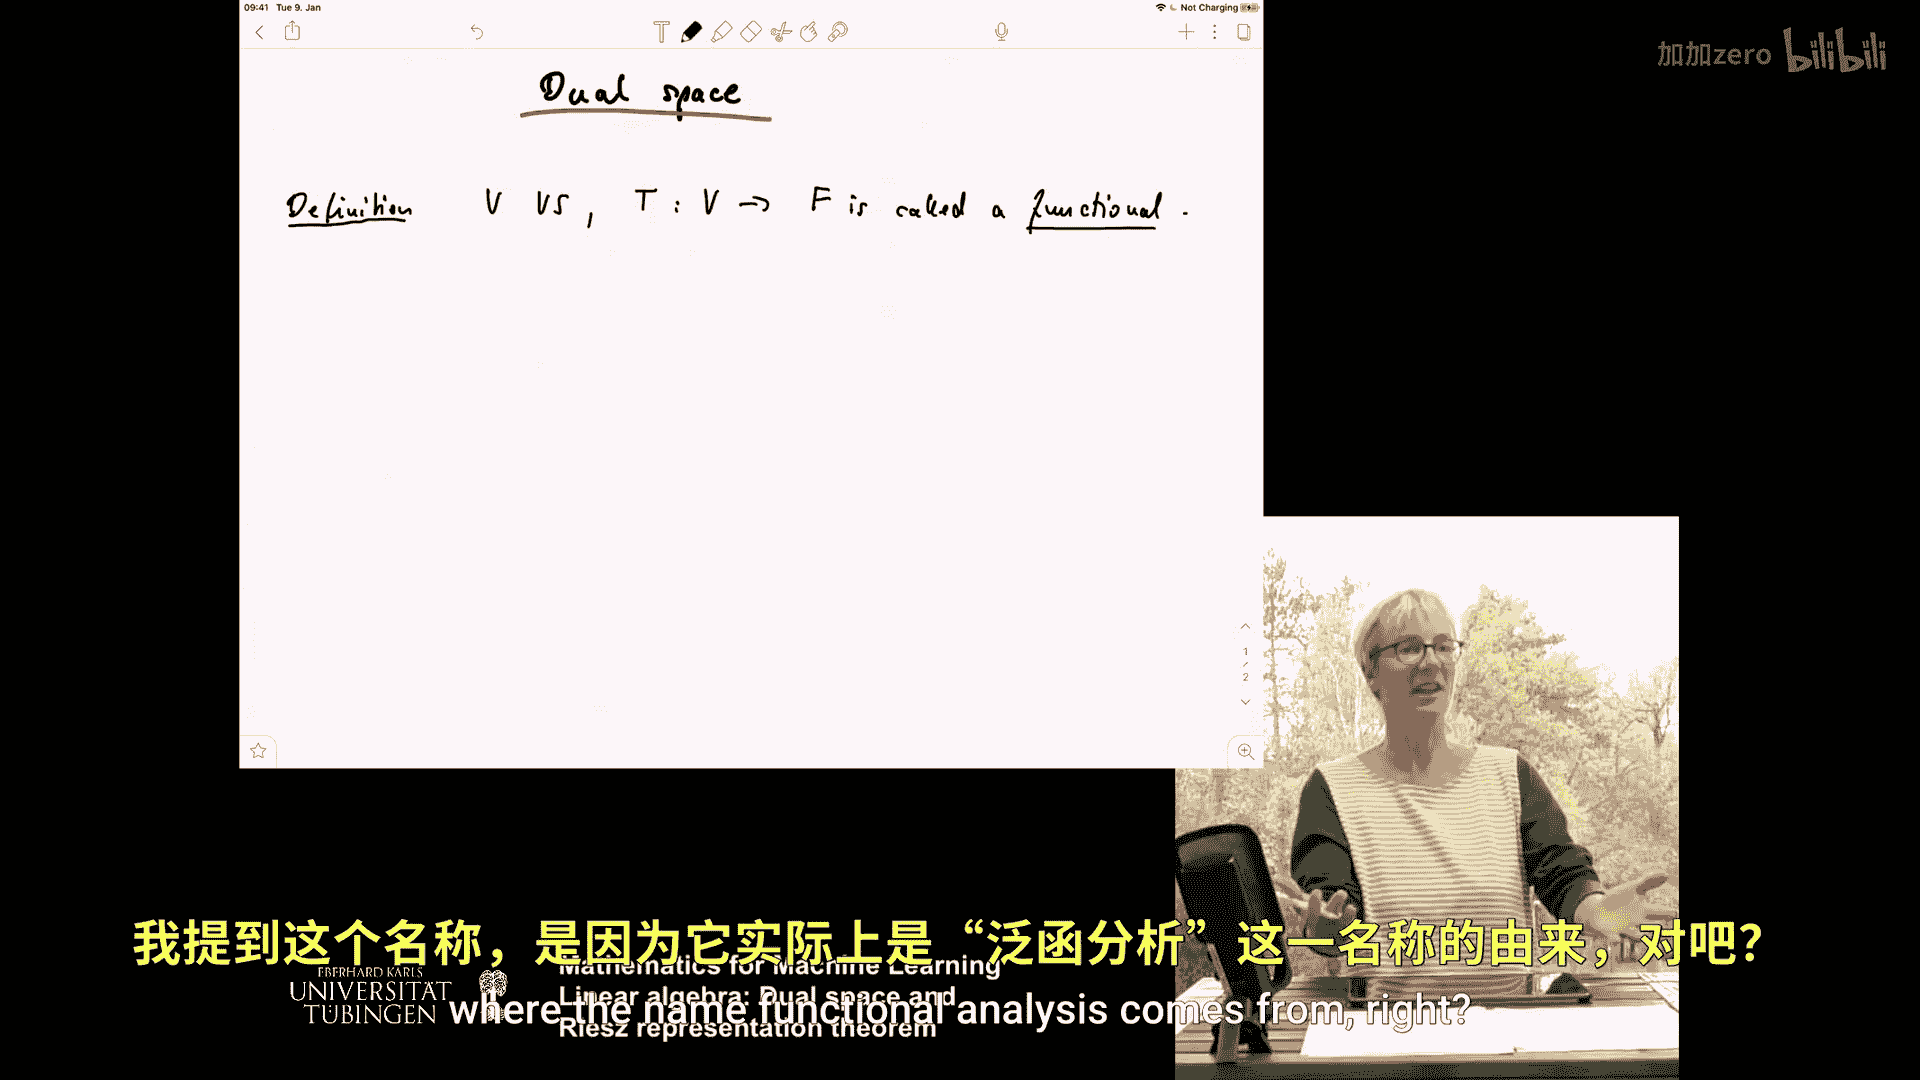 09:41 Tue 9. Jan
Not Charging
加加zero bilibili
T
Dual space
Definition V VS, T : V → F is called a functional.
1
/
2
我提到这个名称，是因为它实际上是“泛函分析”这一名称的由来，对吧？
where the name functional analysis comes from, right?
EBERHARD KARLS
UNIVERSITÄT
TÜBINGEN
Mathematics for Machine Learning
Linear algebra: Dual space and
Riesz representation theorem